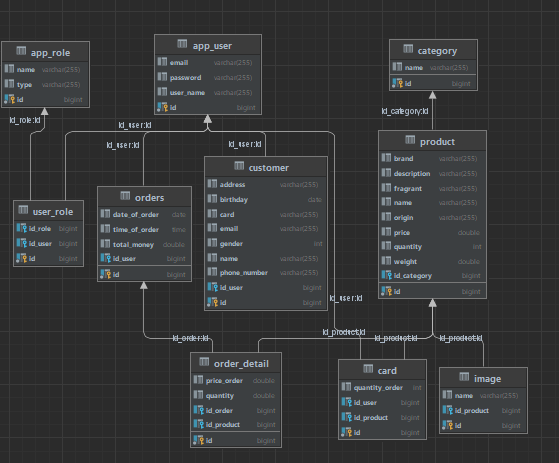 app_role
name varchar(255)
type varchar(255)
id bigint
app_user
email varchar(255)
password varchar(255)
user_name varchar(255)
id bigint
category
name varchar(255)
id bigint
id_role:id
id_user:id
id_user:id
id_category:id
product
brand varchar(255)
description varchar(255)
fragrant varchar(255)
name varchar(255)
origin varchar(255)
price double
quantity int
weight double
id_category bigint
id bigint
customer
address varchar(255)
birthday date
card varchar(255)
email varchar(255)
gender int
name varchar(255)
phone_number varchar(255)
id_user bigint
id bigint
orders
date_of_order date
time_of_order time
total_money double
id_user bigint
id bigint
user_role
id_role bigint
id_user bigint
id bigint
id_user:id
id_order:id
id_product:id
id_product:id
id_product:id
order_detail
price_order double
quantity double
id_order bigint
id_product bigint
id bigint
card
quantity_order int
id_user bigint
id_product bigint
id bigint
image
name varchar(255)
id_product bigint
id bigint